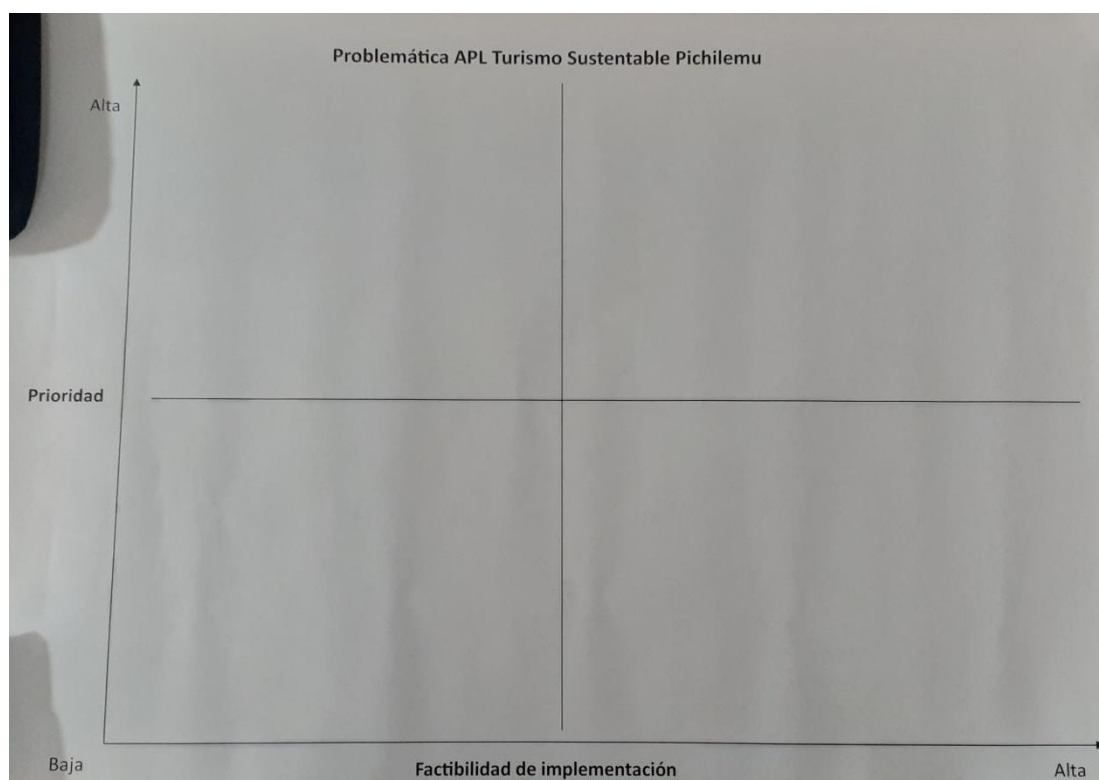 Problemática APL Turismo Sustentable Pichilemu
Alta
Prioridad
Baja
Factibilidad de implementación
Alta